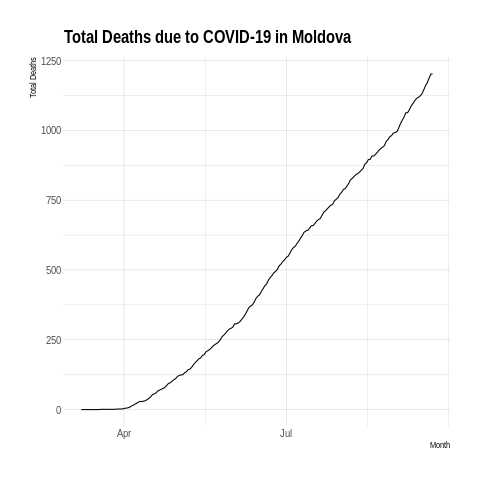 Total Deaths due to COVID-19 in Moldova
Total Deaths
1250
1000
750
500
250
0
Apr
Jul
Month